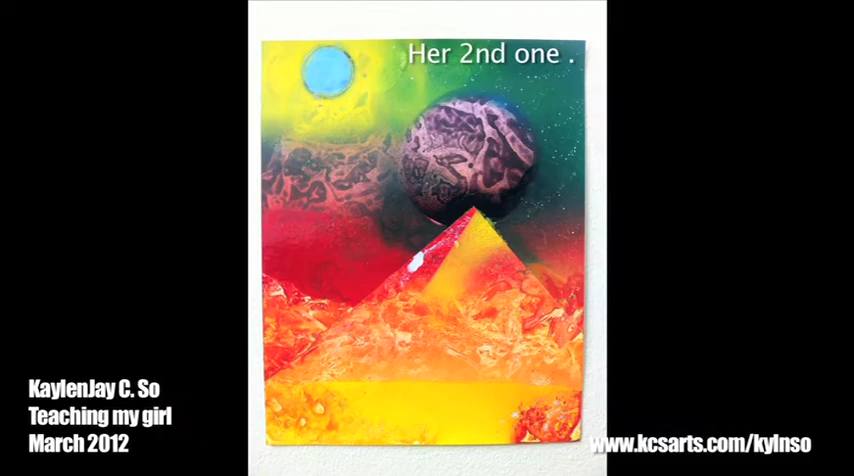 Her 2nd one .
KaylenJay C. So
Teaching my girl
March 2012
www.kcsarts.com/kylnso